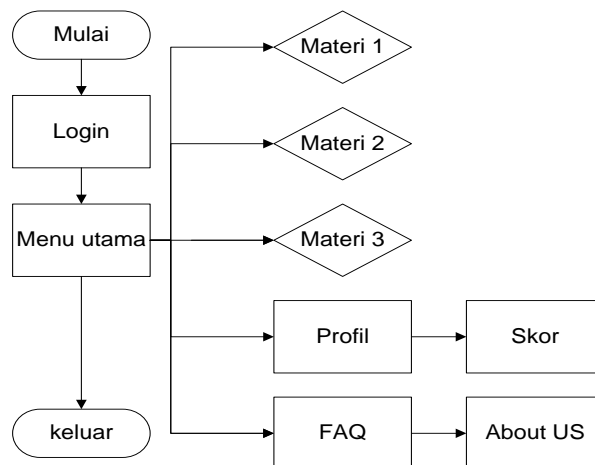 Mulai
Materi 1
Login
Materi 2
Menu utama
Materi 3
Profil
Skor
keluar
FAQ
About US